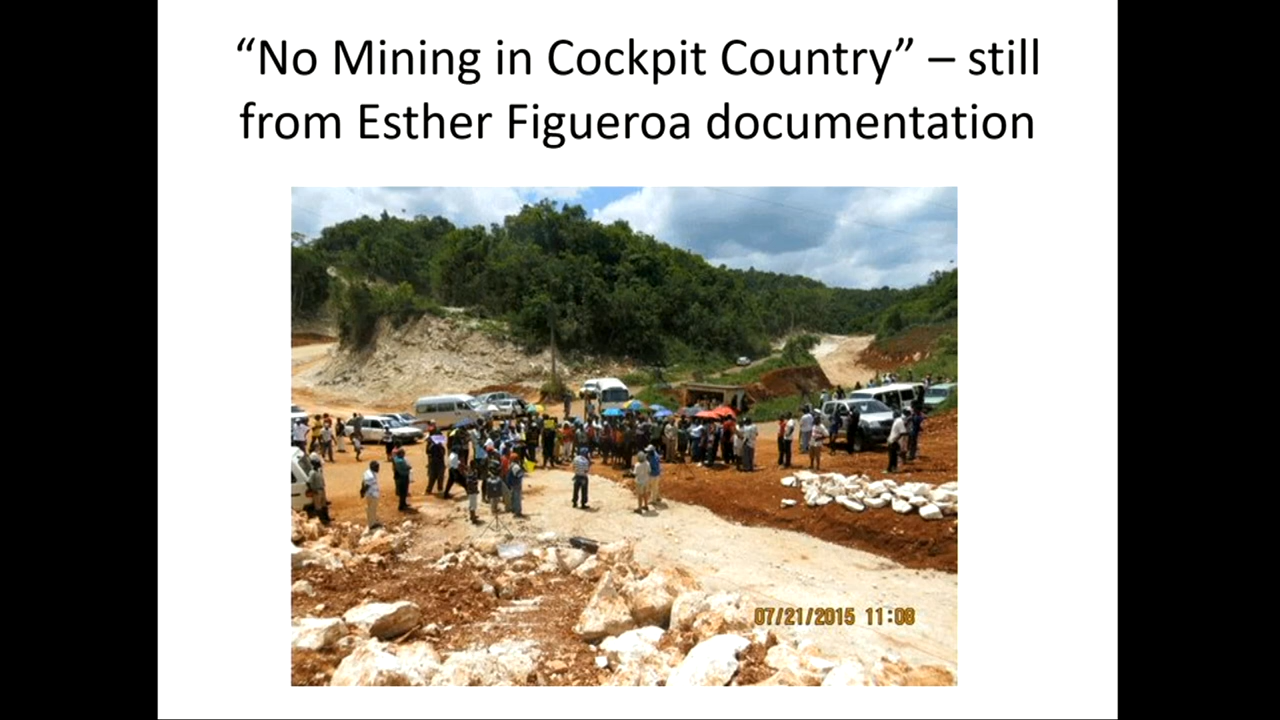 “No Mining in Cockpit Country” – still
from Esther Figueroa documentation
07/21/2015 11:08